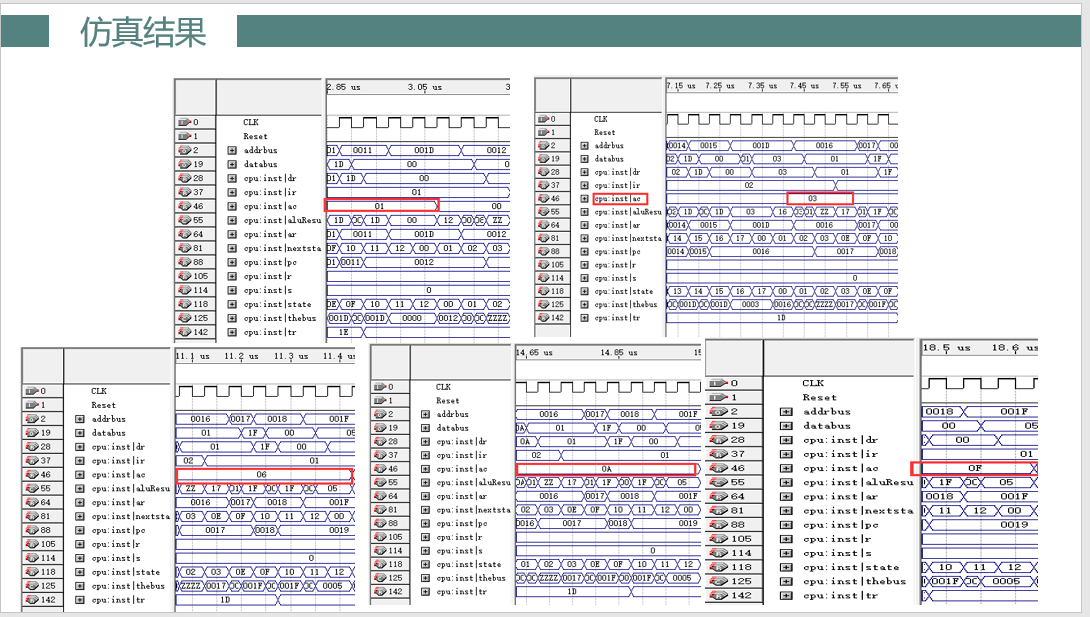 仿真结果
2.85 us 3.05 us 3
0 CLK
1 Reset
2 addrbus 01 0011 001D 0012
19 databus 1D 00 0
28 cpu:inst|dr 01 1D 00
37 cpu:inst|ir 01
46 cpu:inst|ac 01 00
55 cpu:inst|aluResu 1D 1D 00 12 ZZ
64 cpu:inst|ar 01 0011 001D 0012
81 cpu:inst|nextsta 0F 10 11 12 00 01 02 03
88 cpu:inst|pc 01 0011 0012
105 cpu:inst|r
114 cpu:inst|s 0
118 cpu:inst|state 0E 0F 10 11 12 00 01 02
125 cpu:inst|thebus 001D 001D 0000 0012 ZZZZ
142 cpu:inst|tr 1E
7.15 us 7.25 us 7.35 us 7.45 us 7.55 us 7.65 u
0 CLK
1 Reset
2 addrbus 0014 0015 001D 0016 0017 00
19 databus 02 1D 00 01 03 01 1F
28 cpu:inst|dr 02 1D 00 03 01 1F
37 cpu:inst|ir 02
46 cpu:inst|ac 03
55 cpu:inst|aluResu 1D 1D 03 16 ZZ 17 1F
64 cpu:inst|ar 0014 0015 001D 0016 0017 00
81 cpu:inst|nextsta 14 15 16 17 00 01 02 03 0E 0F 10
88 cpu:inst|pc 0014 0015 0016 0017 0018
105 cpu:inst|r
114 cpu:inst|s 0
118 cpu:inst|state 13 14 15 16 17 00 01 02 03 0E 0F
125 cpu:inst|thebus 001D 001D 0003 0016 ZZZZ 0017 001F
142 cpu:inst|tr 1D
11.1 us 11.2 us 11.3 us 11.4 u
0 CLK
1 Reset
2 addrbus 0016 0017 0018 001F
19 databus 01 1F 00 05
28 cpu:inst|dr 01 1F 00
37 cpu:inst|ir 02 01
46 cpu:inst|ac 06
55 cpu:inst|aluResu ZZ 17 01 1F 1F 05
64 cpu:inst|ar 0016 0017 0018 001F
81 cpu:inst|nextsta 03 0E 0F 10 11 12 00
88 cpu:inst|pc 0017 0018 0019
105 cpu:inst|r
114 cpu:inst|s 0
118 cpu:inst|state 02 03 0E 0F 10 11 12
125 cpu:inst|thebus ZZZZ 0017 001F 001F 0005
142 cpu:inst|tr 1D
14.65 us 14.85 us 15
0 CLK
1 Reset
2 addrbus 0016 0017 0018 001F
19 databus 0A 01 1F 00 0
28 cpu:inst|dr 0A 01 1F 00
37 cpu:inst|ir 02 01
46 cpu:inst|ac 0A
55 cpu:inst|aluResu 0A 01 ZZ 17 01 1F 1F 05
64 cpu:inst|ar 0016 0017 0018 001F
81 cpu:inst|nextsta 02 03 0E 0F 10 11 12 00
88 cpu:inst|pc 0016 0017 0018 0019
105 cpu:inst|r
114 cpu:inst|s 0
118 cpu:inst|state 01 02 03 0E 0F 10 11 12
125 cpu:inst|thebus ZZZZ 0017 001F 001F 0005
142 cpu:inst|tr 1D
18.5 us 18.6 us
0 CLK
1 Reset
2 addrbus 0018 001F
19 databus 00 05
28 cpu:inst|dr 00
37 cpu:inst|ir 01
46 cpu:inst|ac 0F
55 cpu:inst|aluResu 1F 05
64 cpu:inst|ar 0018 001F
81 cpu:inst|nextsta 11 12 00
88 cpu:inst|pc 0019
105 cpu:inst|r
114 cpu:inst|s
118 cpu:inst|state 10 11 12
125 cpu:inst|thebus 001F 0005
142 cpu:inst|tr